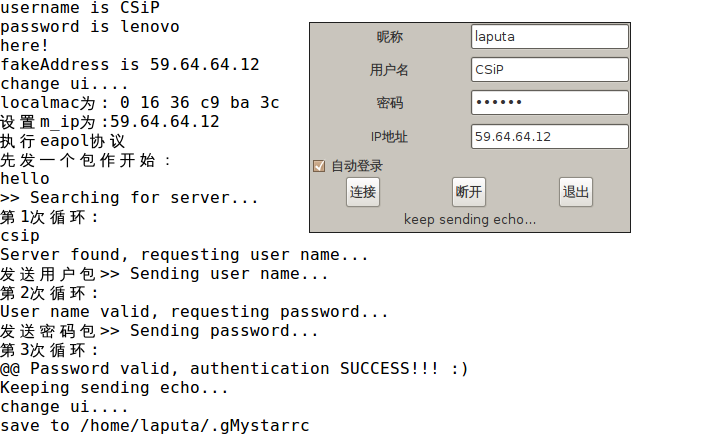 username is CSiP
password is lenovo
here!
fakeAddress is 59.64.64.12
change ui....
localmac为: 0 16 36 c9 ba 3c
设置m_ip为:59.64.64.12
执行eapol协议
先发一个包作开始：
hello
>> Searching for server...
第1次循环：
csip
Server found, requesting user name...
发送用户包>> Sending user name...
第2次循环：
User name valid, requesting password...
发送密码包>> Sending password...
第3次循环：
@@ Password valid, authentication SUCCESS!!! :)
Keeping sending echo...
change ui....
save to /home/laputa/.gMystarrc
昵称 laputa
用户名 CSiP
密码 ••••••
IP地址 59.64.64.12
自动登录
连接 断开 退出
keep sending echo...